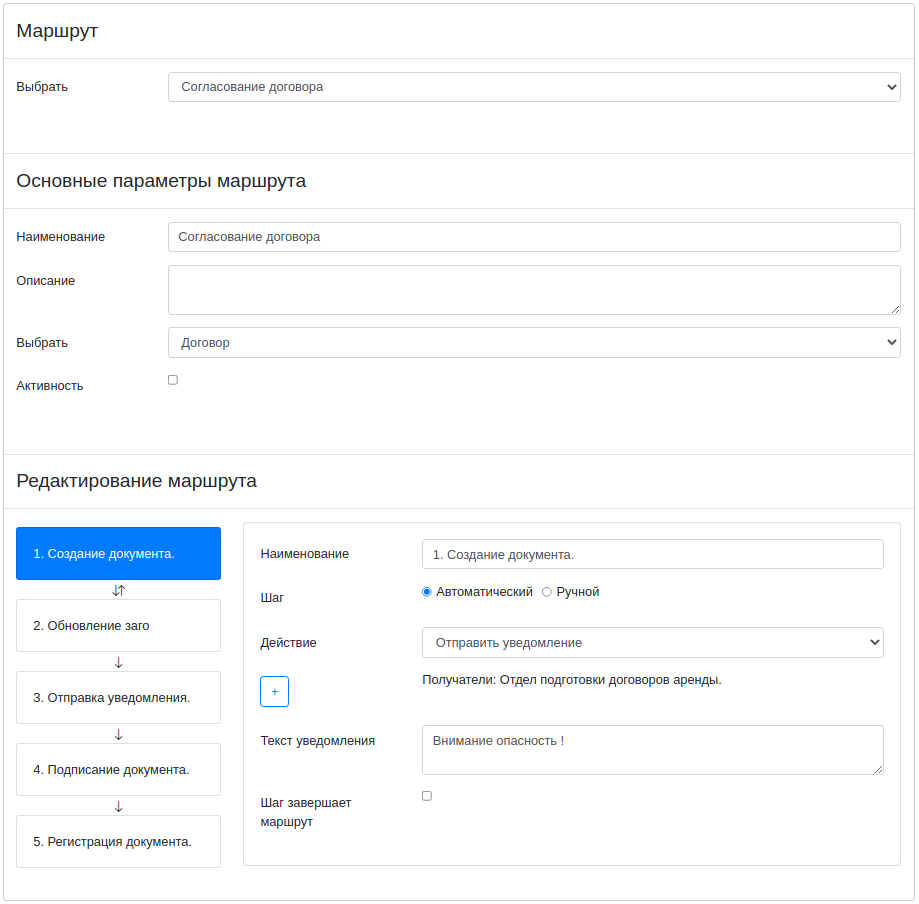 Маршрут
Выбрать
Согласование договора
Основные параметры маршрута
Наименование
Согласование договора
Описание
Выбрать
Договор
Активность
Редактирование маршрута
1. Создание документа.
2. Обновление заго
3. Отправка уведомления.
4. Подписание документа.
5. Регистрация документа.
Наименование
1. Создание документа.
Шаг
Автоматический Ручной
Действие
Отправить уведомление
+
Получатели: Отдел подготовки договоров аренды.
Текст уведомления
Внимание опасность !
Шаг завершает
маршрут